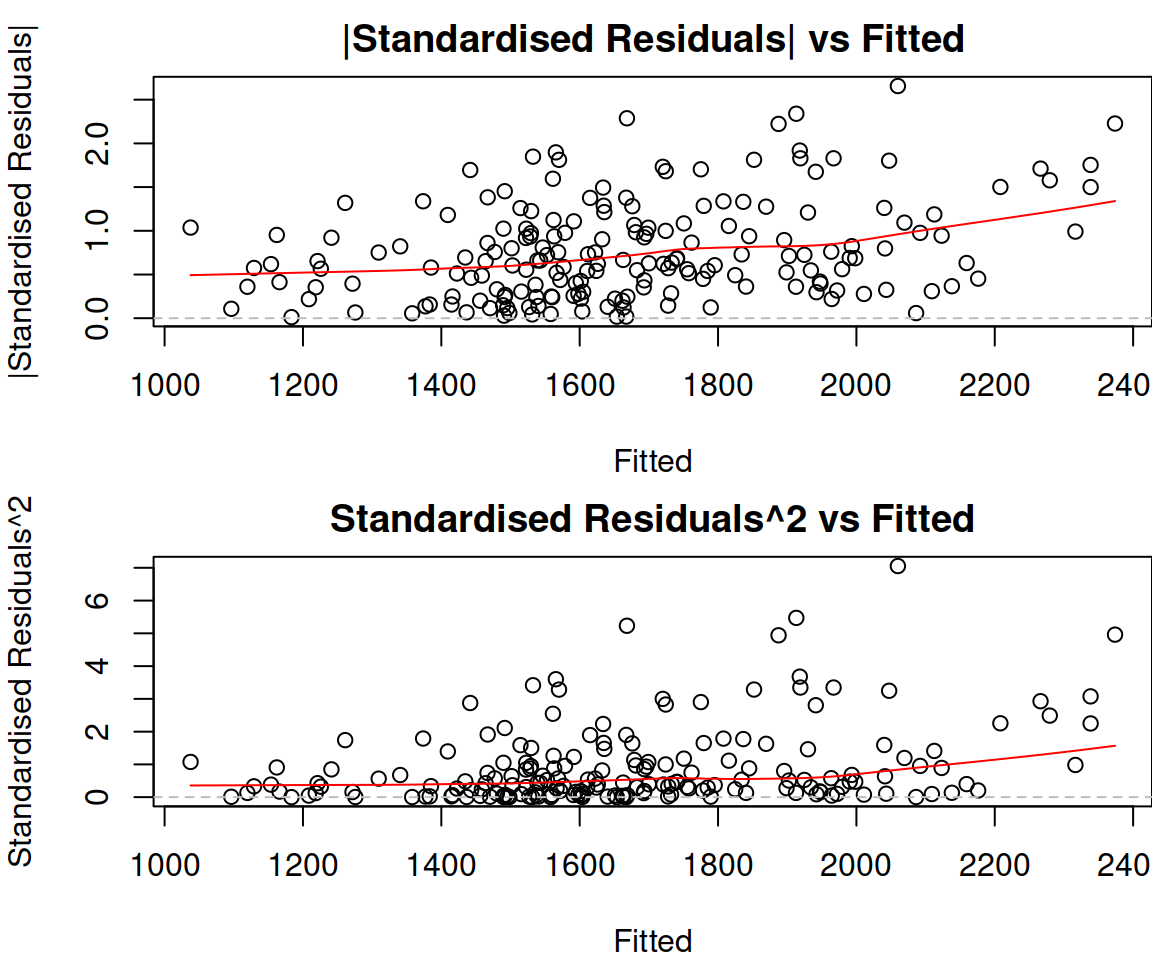 |Standardised Residuals| vs Fitted
|Standardised Residuals|
2.0
1.0
0.0
1000 1200 1400 1600 1800 2000 2200 240
Fitted
Standardised Residuals^2 vs Fitted
Standardised Residuals^2
6
4
2
0
1000 1200 1400 1600 1800 2000 2200 240
Fitted